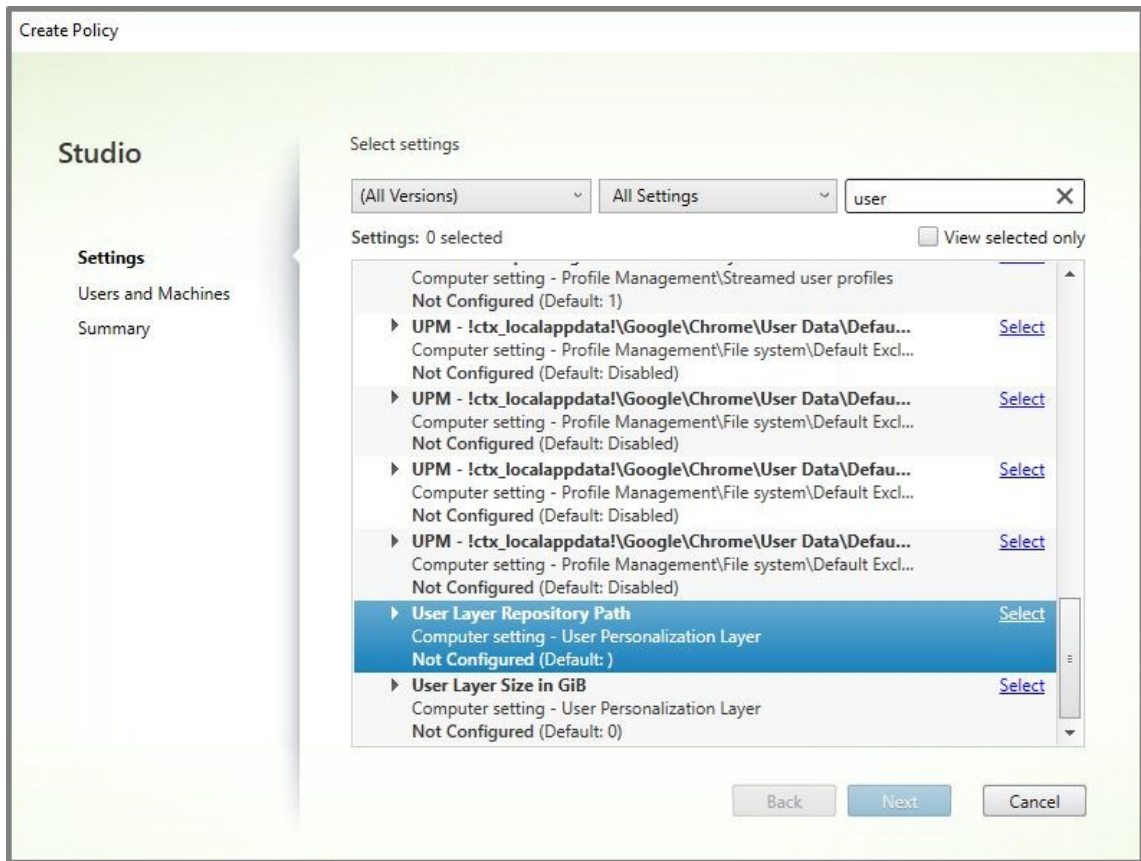 Create Policy
Studio
Settings
Users and Machines
Summary
Select settings
(All Versions)
All Settings
user
Settings: 0 selected
View selected only
Computer setting - Profile Management\Streamed user profiles
Not Configured (Default: 1)
UPM - !ctx_localappdata!\Google\Chrome\User Data\Defau... Select
Computer setting - Profile Management\File system\Default Excl...
Not Configured (Default: Disabled)
UPM - !ctx_localappdata!\Google\Chrome\User Data\Defau... Select
Computer setting - Profile Management\File system\Default Excl...
Not Configured (Default: Disabled)
UPM - !ctx_localappdata!\Google\Chrome\User Data\Defau... Select
Computer setting - Profile Management\File system\Default Excl...
Not Configured (Default: Disabled)
UPM - !ctx_localappdata!\Google\Chrome\User Data\Defau... Select
Computer setting - Profile Management\File system\Default Excl...
Not Configured (Default: Disabled)
User Layer Repository Path Select
Computer setting - User Personalization Layer
Not Configured (Default: )
User Layer Size in GiB Select
Computer setting - User Personalization Layer
Not Configured (Default: 0)
Back
Next
Cancel